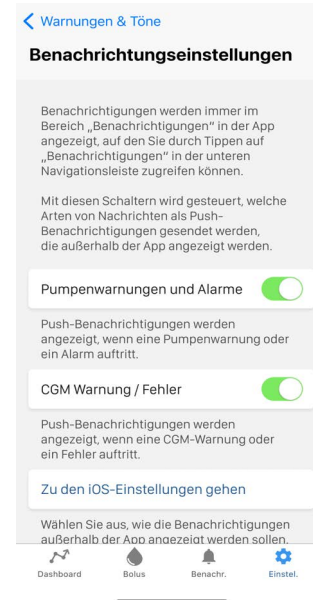 Warnungen & Töne
Benachrichtungseinstellungen
Benachrichtigungen werden immer im
Bereich „Benachrichtigungen“ in der App
angezeigt, auf den Sie durch Tippen auf
„Benachrichtigungen“ in der unteren
Navigationsleiste zugreifen können.
Mit diesen Schaltern wird gesteuert, welche
Arten von Nachrichten als Push-
Benachrichtigungen gesendet werden,
die außerhalb der App angezeigt werden.
Pumpenwarnungen und Alarme
Push-Benachrichtigungen werden
angezeigt, wenn eine Pumpenwarnung oder
ein Alarm auftritt.
CGM Warnung / Fehler
Push-Benachrichtigungen werden
angezeigt, wenn eine CGM-Warnung oder
ein Fehler auftritt.
Zu den iOS-Einstellungen gehen
Wählen Sie aus, wie die Benachrichtigungen
außerhalb der App angezeigt werden sollen.
Dashboard Bolus Benachr. Einstel.